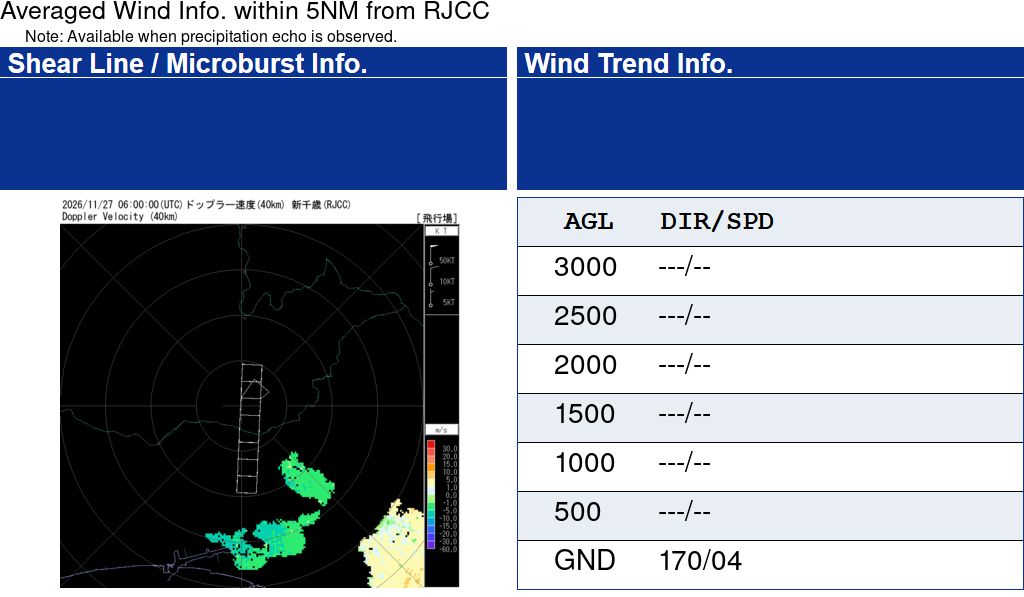 Averaged Wind Info. within 5NM from RJCC
Note: Available when precipitation echo is observed.
Shear Line / Microburst Info.
Wind Trend Info.
2026/11/27 06:00:00(UTC) ドップラー速度(40km) 新千歳(RJCC)
Doppler Velocity (40km)
[飛行場]
KT
50KT
10KT
5KT
m/s
30.0
20.0
15.0
10.0
5.0
1.0
0.0
-1.0
-5.0
-10.0
-15.0
-20.0
-30.0
-60.0
AGL DIR/SPD
3000 ---/--
2500 ---/--
2000 ---/--
1500 ---/--
1000 ---/--
500 ---/--
GND 170/04